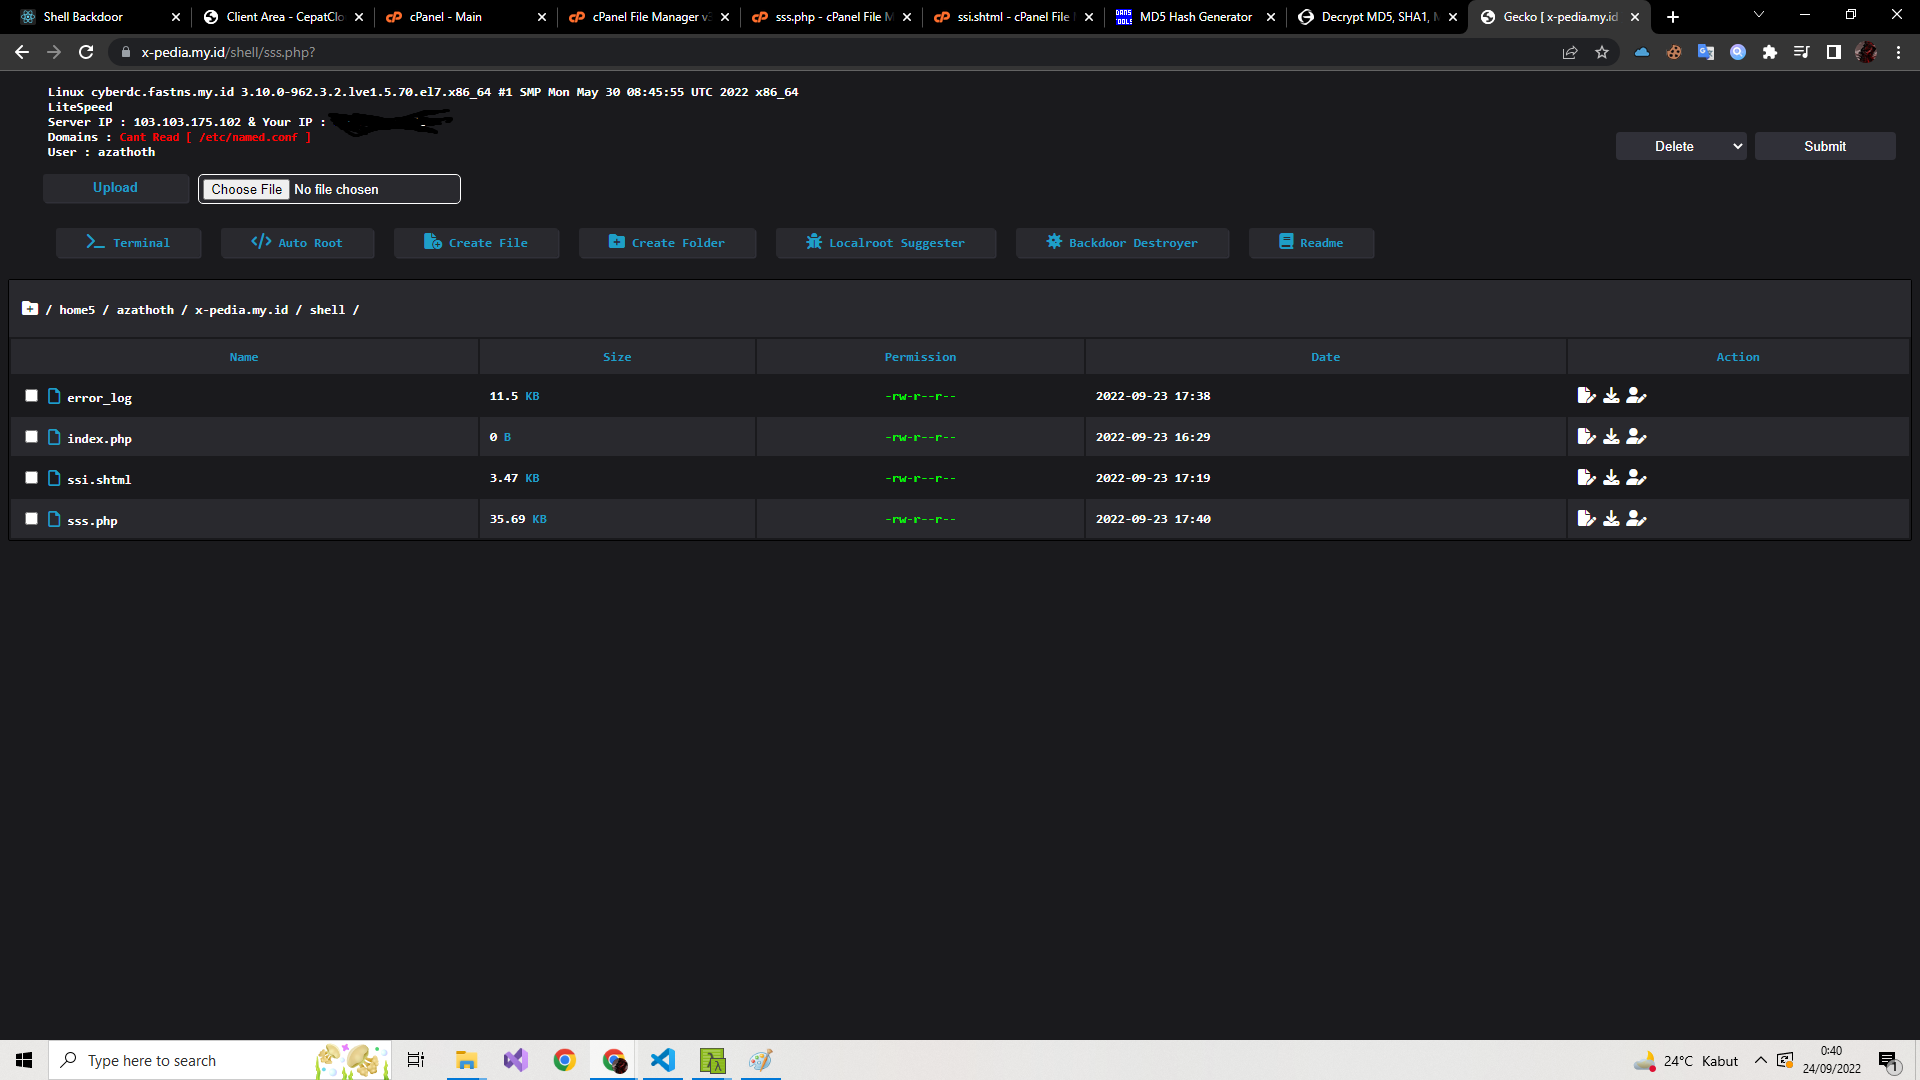 Shell Backdoor
Client Area - CepatClo
cPanel - Main
cPanel File Manager v3
sss.php - cPanel File M
ssi.shtml - cPanel File
MD5 Hash Generator
Decrypt MD5, SHA1, M
Gecko [ x-pedia.my.id
x-pedia.my.id/shell/sss.php?
Linux cyberdc.fastns.my.id 3.10.0-962.3.2.lve1.5.70.el7.x86_64 #1 SMP Mon May 30 08:45:55 UTC 2022 x86_64
LiteSpeed
Server IP : 103.103.175.102 & Your IP :
Domains : Cant Read [ /etc/named.conf ]
User : azathoth
Delete
Submit
Upload
Choose File No file chosen
Terminal
Auto Root
Create File
Create Folder
Localroot Suggester
Backdoor Destroyer
Readme
/ home5 / azathoth / x-pedia.my.id / shell /
Name Size Permission Date Action
error_log 11.5 KB -rw-r--r-- 2022-09-23 17:38
index.php 0 B -rw-r--r-- 2022-09-23 16:29
ssi.shtml 3.47 KB -rw-r--r-- 2022-09-23 17:19
sss.php 35.69 KB -rw-r--r-- 2022-09-23 17:40
Type here to search
24°C Kabut
0:40
24/09/2022
1